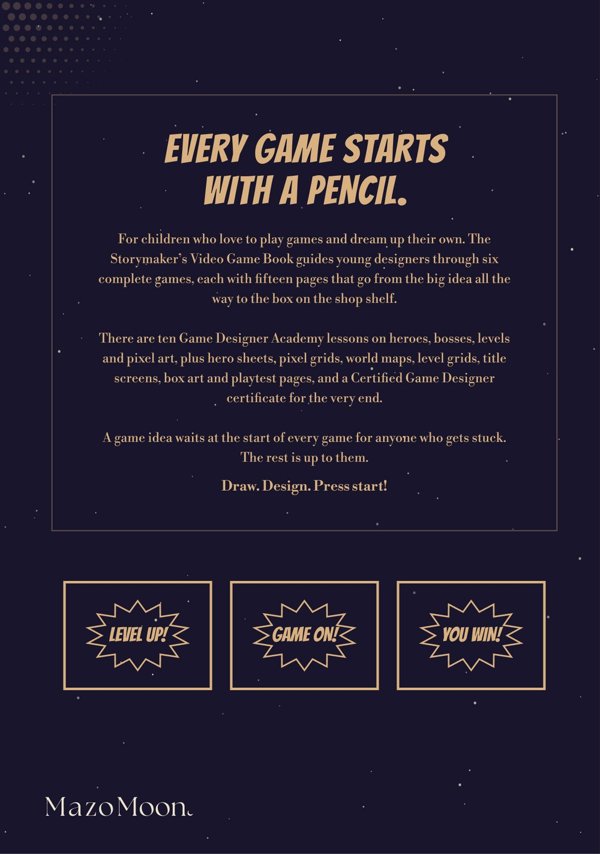 EVERY GAME STARTS
WITH A PENCIL.
For children who love to play games and dream up their own. The
Storymaker's Video Game Book guides young designers through six
complete games, each with fifteen pages that go from the big idea all the
way to the box on the shop shelf.
There are ten Game Designer Academy lessons on heroes, bosses, levels
and pixel art, plus hero sheets, pixel grids, world maps, level grids, title
screens, box art and playtest pages, and a Certified Game Designer
certificate for the very end.
A game idea waits at the start of every game for anyone who gets stuck.
The rest is up to them.
Draw. Design. Press start!
LEVEL UP!
GAME ON!
YOU WIN!
MazoMoon